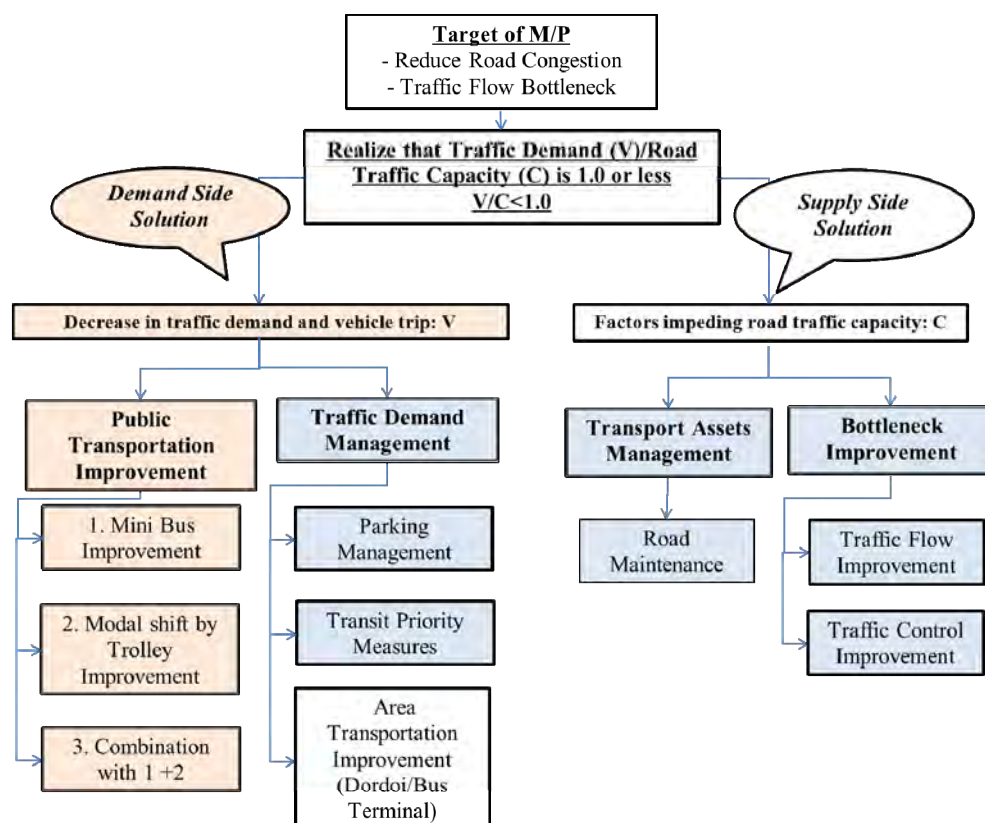 Target of M/P
- Reduce Road Congestion
- Traffic Flow Bottleneck
Realize that Traffic Demand (V)/Road
Traffic Capacity (C) is 1.0 or less
V/C<1.0
Demand Side
Solution
Supply Side
Solution
Decrease in traffic demand and vehicle trip: V
Factors impeding road traffic capacity: C
Public
Transportation
Improvement
Traffic Demand
Management
Transport Assets
Management
Bottleneck
Improvement
1. Mini Bus
Improvement
Parking
Management
Road
Maintenance
Traffic Flow
Improvement
2. Modal shift by
Trolley
Improvement
Transit Priority
Measures
Traffic Control
Improvement
3. Combination
with 1 +2
Area
Transportation
Improvement
(Dordoi/Bus
Terminal)